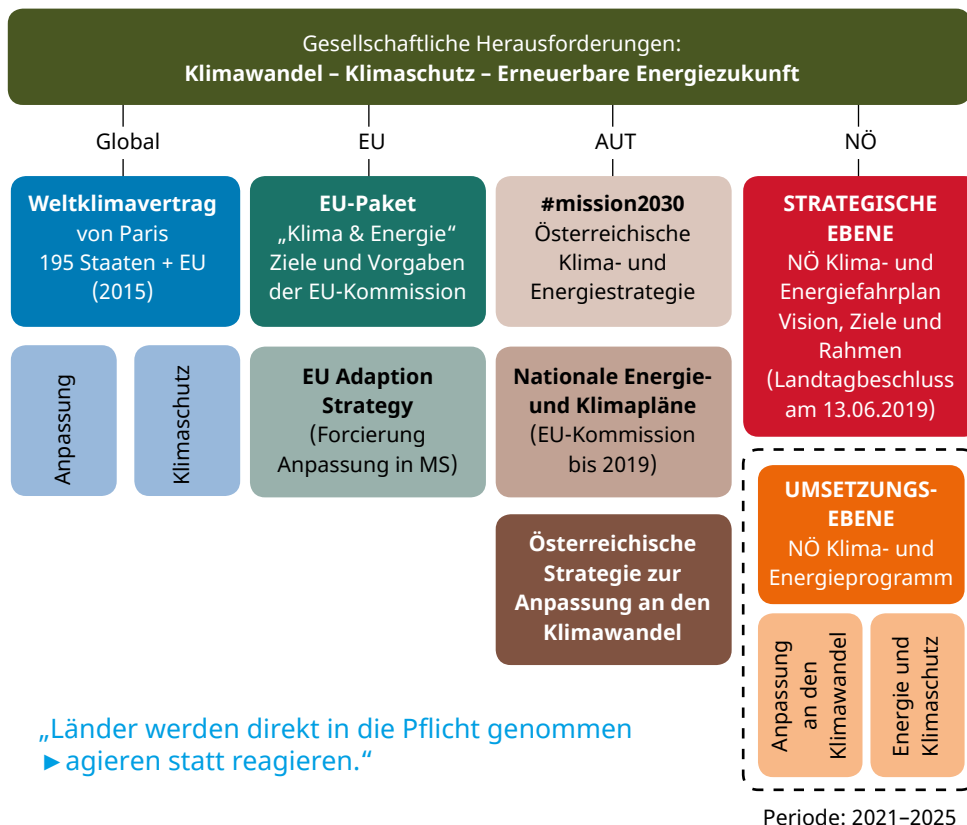 Gesellschaftliche Herausforderungen:
Klimawandel – Klimaschutz – Erneuerbare Energiezukunft
Global
EU
AUT
NÖ
Weltklimavertrag
von Paris
195 Staaten + EU
(2015)
Anpassung
Klimaschutz
EU-Paket
„Klima & Energie“
Ziele und Vorgaben
der EU-Kommission
EU Adaption
Strategy
(Forcierung
Anpassung in MS)
#mission2030
Österreichische
Klima- und
Energiestrategie
Nationale Energie-
und Klimapläne
(EU-Kommission
bis 2019)
Österreichische
Strategie zur
Anpassung an den
Klimawandel
STRATEGISCHE
EBENE
NÖ Klima- und
Energiefahrplan
Vision, Ziele und
Rahmen
(Landtagbeschluss
am 13.06.2019)
UMSETZUNGS-
EBENE
NÖ Klima- und
Energieprogramm
Anpassung
an den
Klimawandel
Energie und
Klimaschutz
Periode: 2021–2025
„Länder werden direkt in die Pflicht genommen
► agieren statt reagieren.“